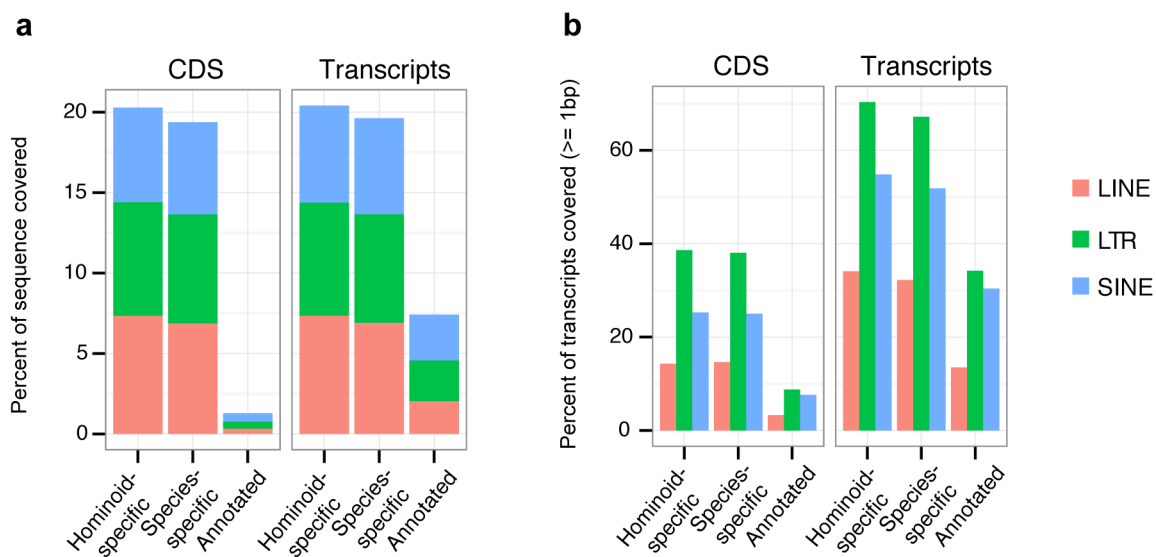 a
CDS
Transcripts
Percent of sequence covered
20
15
10
5
0
Hominoid-
specific
Species-
specific
Annotated
Hominoid-
specific
Species-
specific
Annotated
b
CDS
Transcripts
Percent of transcripts covered (>= 1bp)
60
40
20
0
Hominoid-
specific
Species-
specific
Annotated
Hominoid-
specific
Species-
specific
Annotated
LINE
LTR
SINE